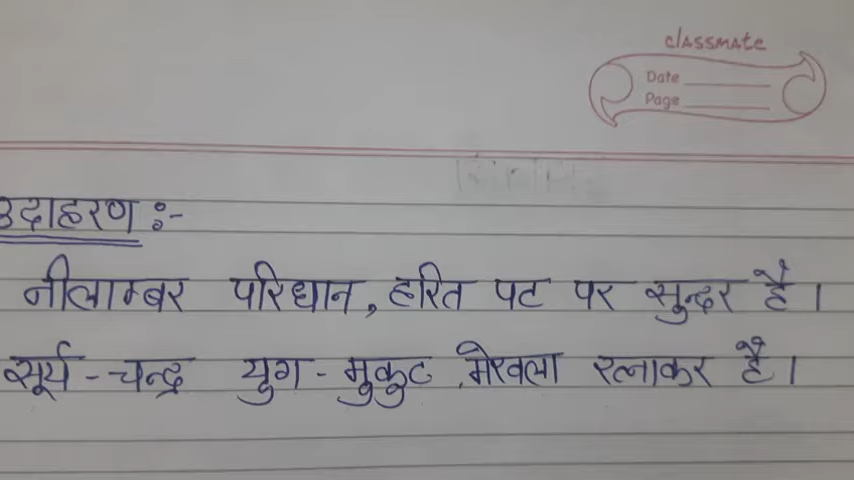 classmate
Date
Page
उदाहरण :-
नीलाम्बर परिधान, हरित पट पर सुन्दर है।
सूर्य - चन्द्र युग - मुकुट, मेखला रत्नाकर है।